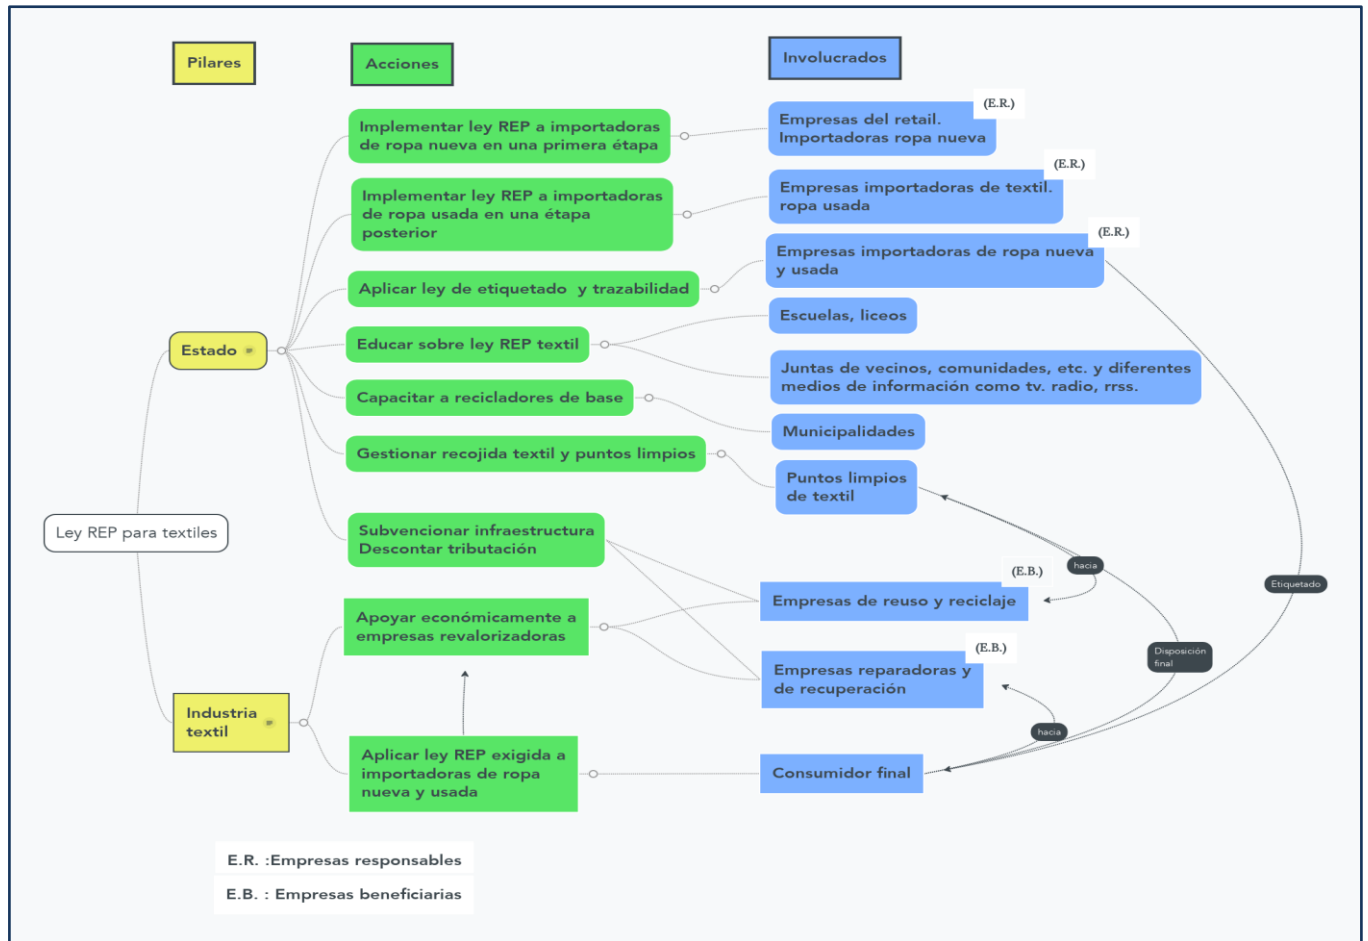 Pilares
Acciones
Involucrados
(E.R.)
Implementar ley REP a importadoras
de ropa nueva en una primera étapa
Empresas del retail.
Importadoras ropa nueva
(E.R.)
Implementar ley REP a importadoras
de ropa usada en una étapa
posterior
Empresas importadoras de textil.
ropa usada
(E.R.)
Aplicar ley de etiquetado y trazabilidad
Empresas importadoras de ropa nueva
y usada
Estado
Educar sobre ley REP textil
Escuelas, liceos
Juntas de vecinos, comunidades, etc. y diferentes
medios de información como tv. radio, rrss.
Capacitar a recicladores de base
Municipalidades
Gestionar recojida textil y puntos limpios
Puntos limpios
de textil
Ley REP para textiles
Subvencionar infraestructura
Descontar tributación
(E.B.)
hacia
Etiquetado
Empresas de reuso y reciclaje
Apoyar económicamente a
empresas revalorizadoras
(E.B.)
Disposición
final
Empresas reparadoras y
de recuperación
Industria
textil
hacia
Aplicar ley REP exigida a
importadoras de ropa
nueva y usada
Consumidor final
E.R. :Empresas responsables
E.B. : Empresas beneficiarias